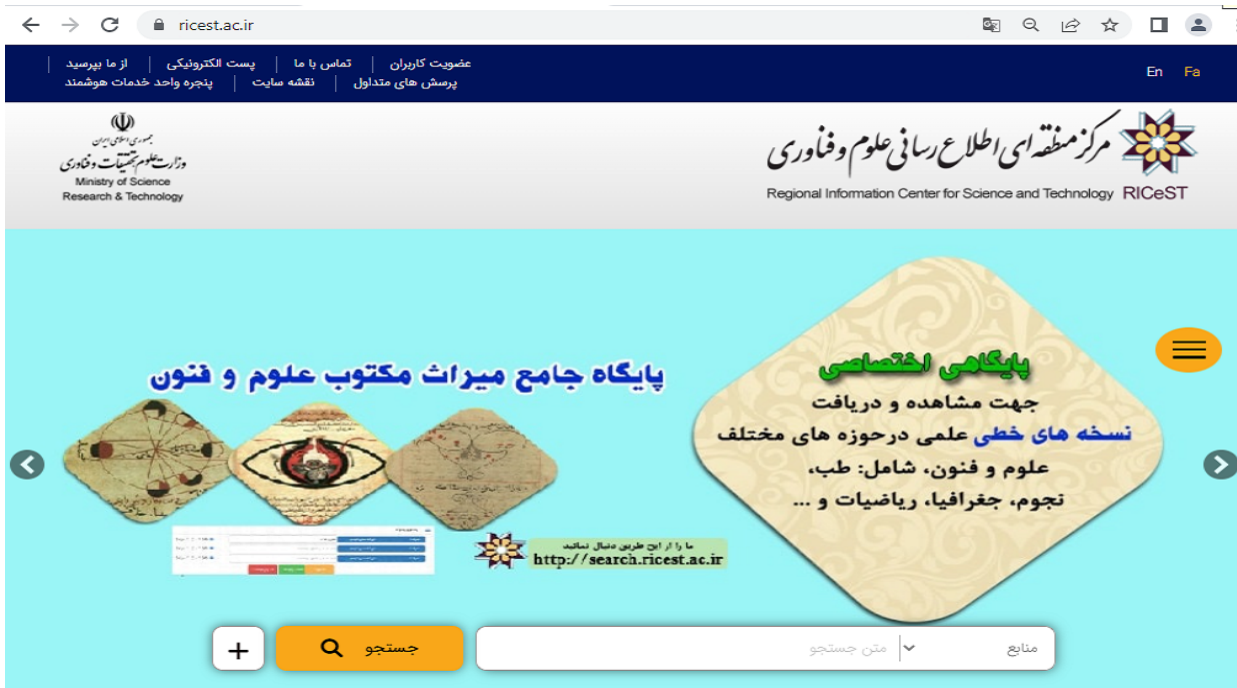 ricest.ac.ir
عضویت کاربران | تماس با ما | پست الکترونیکی | از ما بپرسید
پرسش های متداول | نقشه سایت | پنجره واحد خدمات هوشمند
En Fa
جمهوری اسلامی ایران
وزارت علوم تحقیقات و فناوری
Ministry of Science
Research & Technology
مرکز منطقه ای اطلاع رسانی علوم و فناوری
Regional Information Center for Science and Technology RICeST
پایگاهی اختصاصی
جهت مشاهده و دریافت
نسخه های خطی علمی درحوزه های مختلف
علوم و فنون، شامل: طب،
نجوم، جغرافیا، ریاضیات و ...
پایگاه جامع میراث مکتوب علوم و فنون
ما را از این طریق دنبال نمائید
http://search.ricest.ac.ir
منابع
متن جستجو
جستجو
+